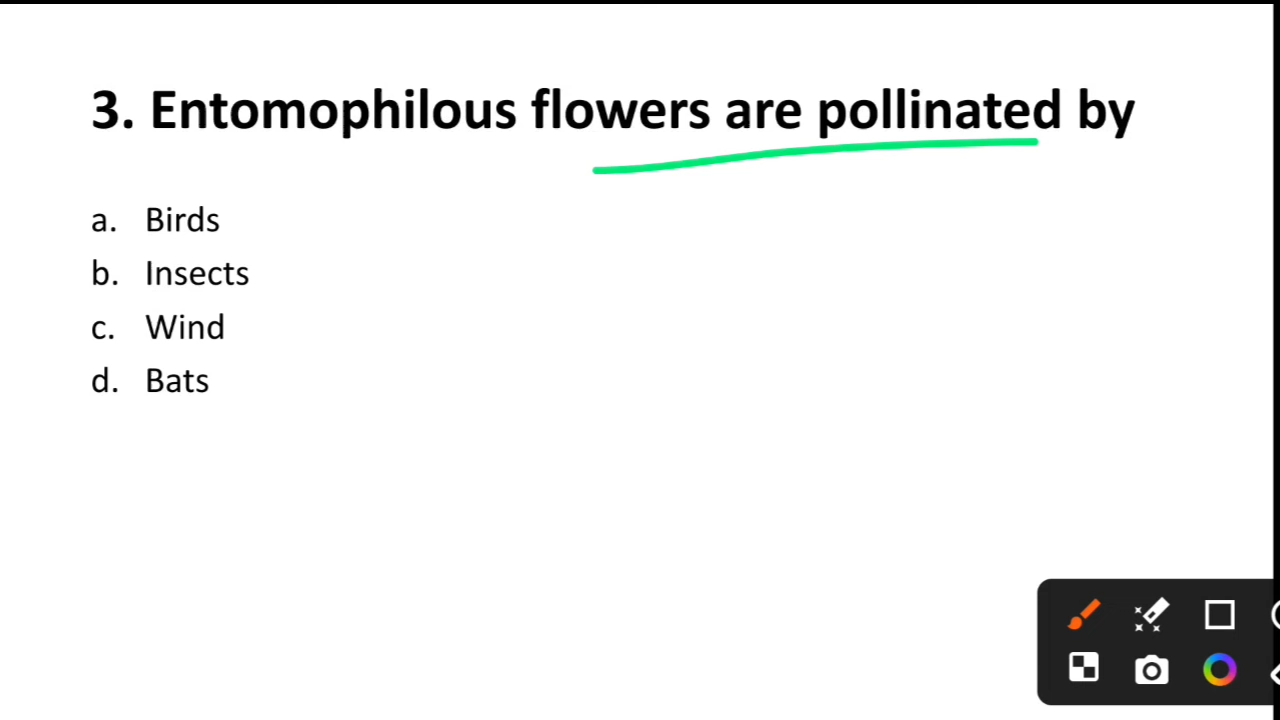 3. Entomophilous flowers are pollinated by
a. Birds
b. Insects
c. Wind
d. Bats